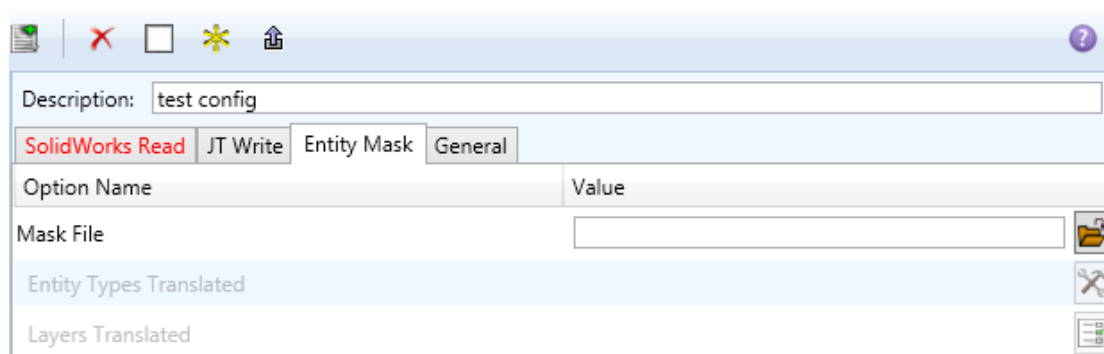 ?
Description: test config
SolidWorks Read JT Write Entity Mask General
Option Name Value
Mask File
Entity Types Translated
Layers Translated